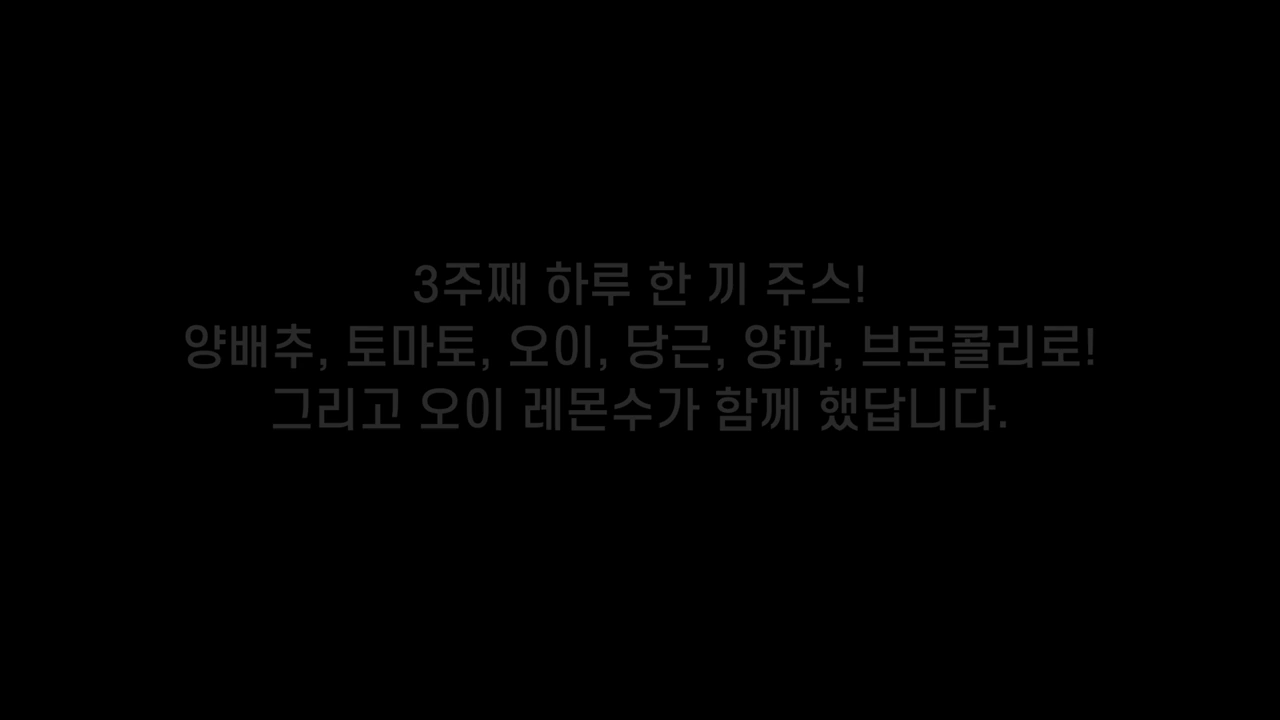 3주째 하루 한 끼 주스!
양배추, 토마토, 오이, 당근, 양파, 브로콜리로!
그리고 오이 레몬수가 함께 했답니다.